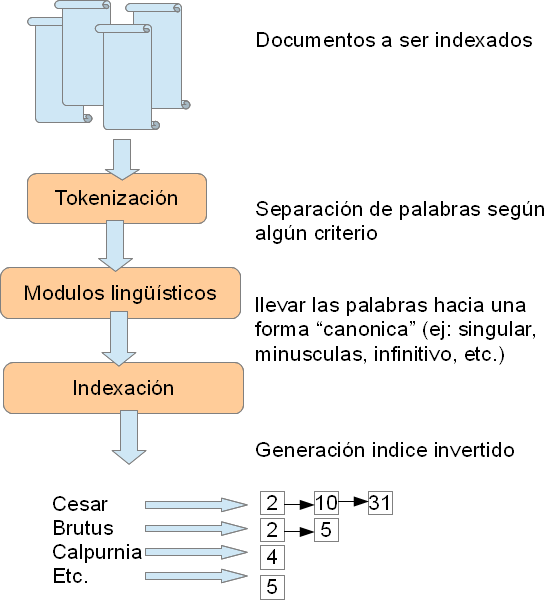 Documentos a ser indexados
Tokenización
Separación de palabras según
algún criterio
Modulos lingüísticos
llevar las palabras hacia una
forma “canonica” (ej: singular,
minusculas, infinitivo, etc.)
Indexación
Generación indice invertido
Cesar 2 10 31
Brutus 2 5
Calpurnia 4
Etc. 5